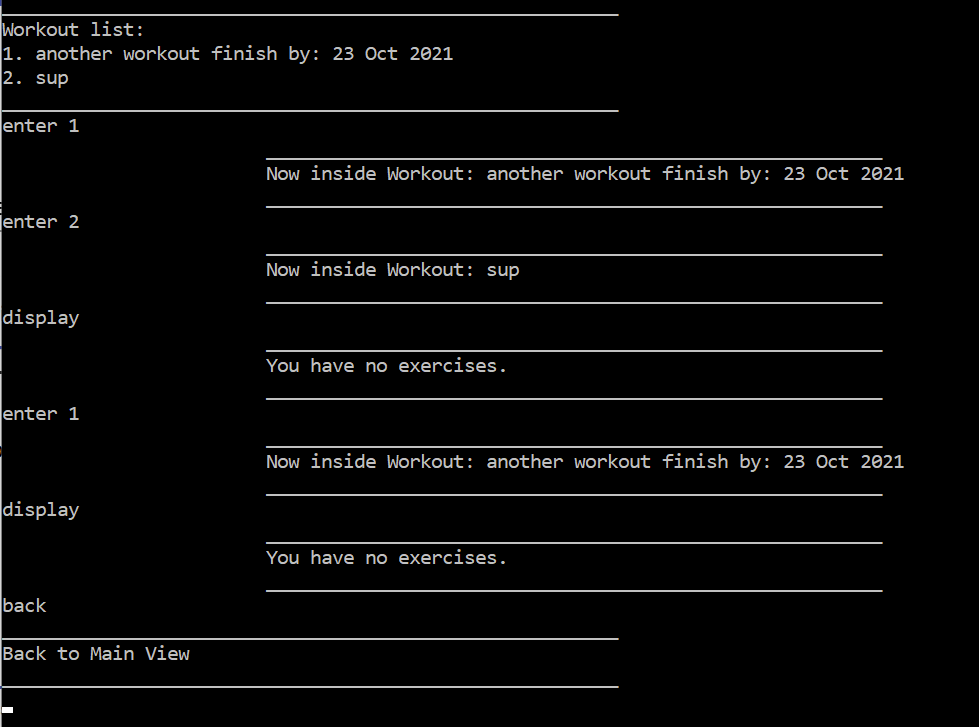 Workout list:
1. another workout finish by: 23 Oct 2021
2. sup
enter 1
Now inside Workout: another workout finish by: 23 Oct 2021
enter 2
Now inside Workout: sup
display
You have no exercises.
enter 1
Now inside Workout: another workout finish by: 23 Oct 2021
display
You have no exercises.
back
Back to Main View